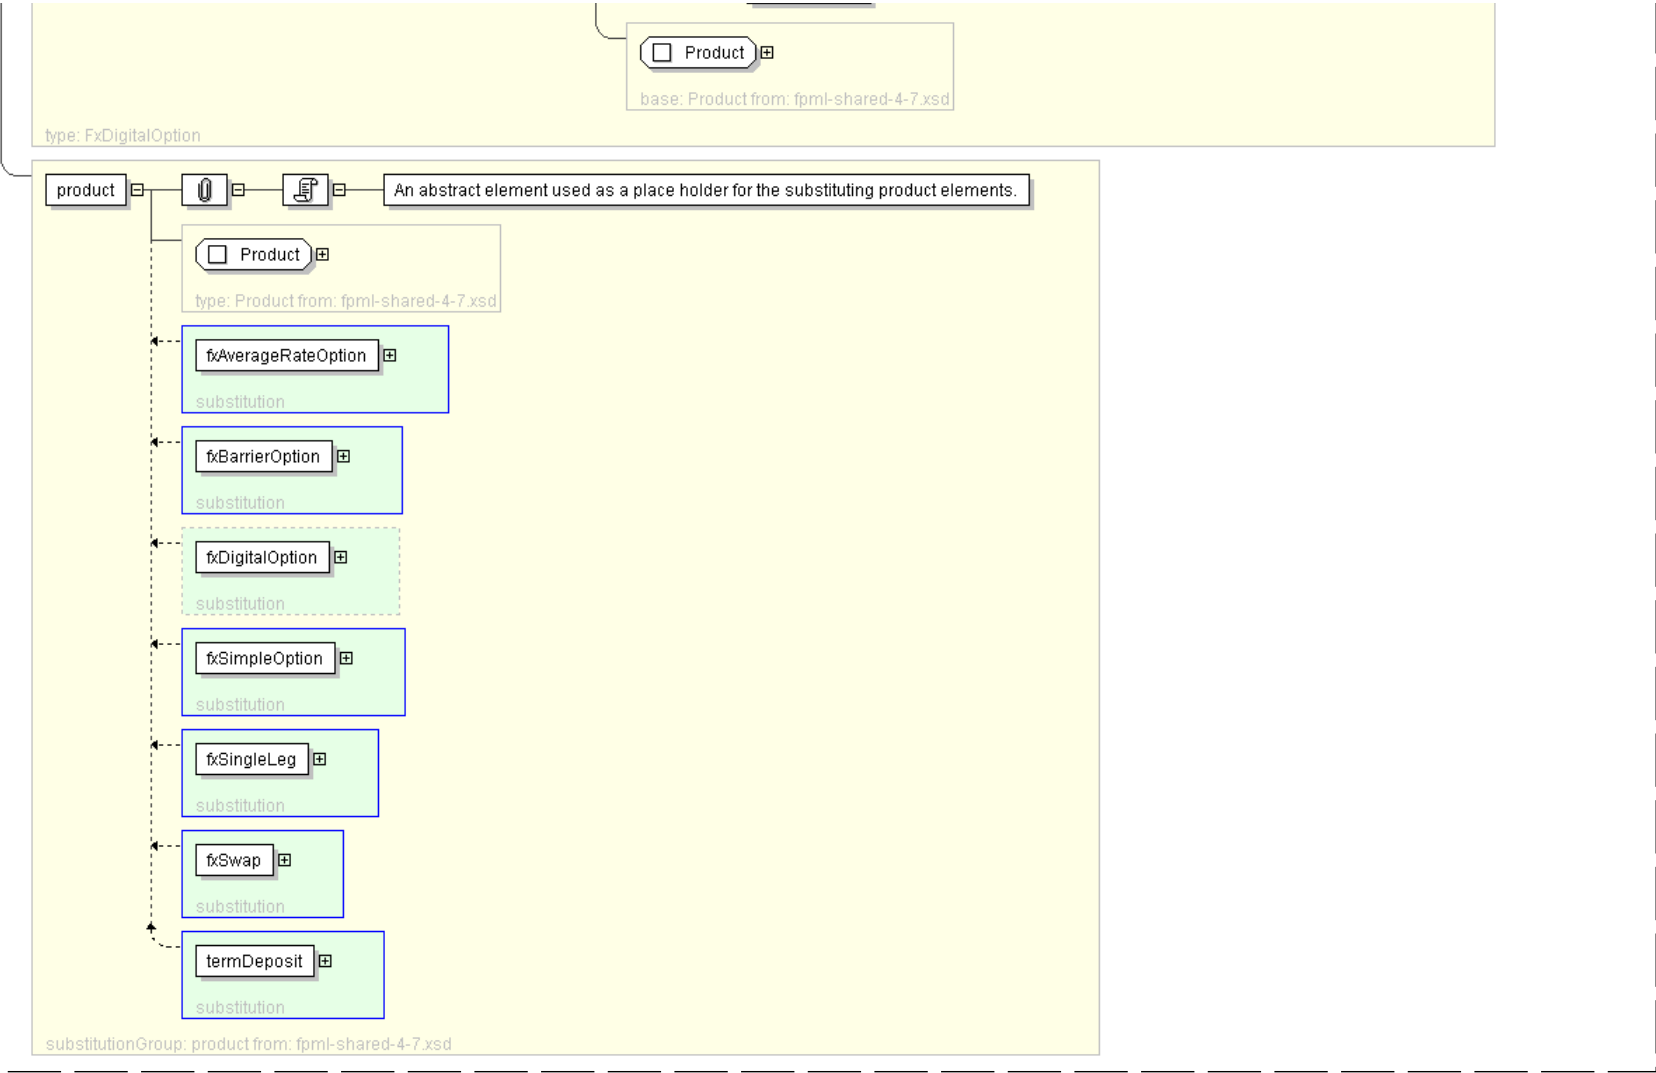 Product
base: Product from: fpml-shared-4-7.xsd
type: FxDigitalOption
product
An abstract element used as a place holder for the substituting product elements.
Product
type: Product from: fpml-shared-4-7.xsd
fxAverageRateOption
substitution
fxBarrierOption
substitution
fxDigitalOption
substitution
fxSimpleOption
substitution
fxSingleLeg
substitution
fxSwap
substitution
termDeposit
substitution
substitutionGroup: product from: fpml-shared-4-7.xsd